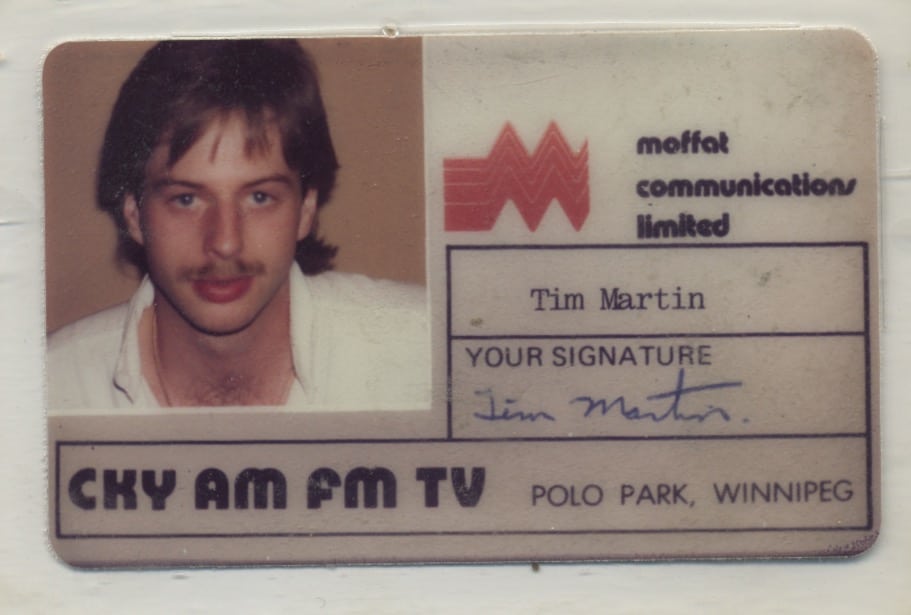 moffat
communications
limited
Tim Martin
YOUR SIGNATURE
Tim Martin.
CKY AM FM TV
POLO PARK, WINNIPEG